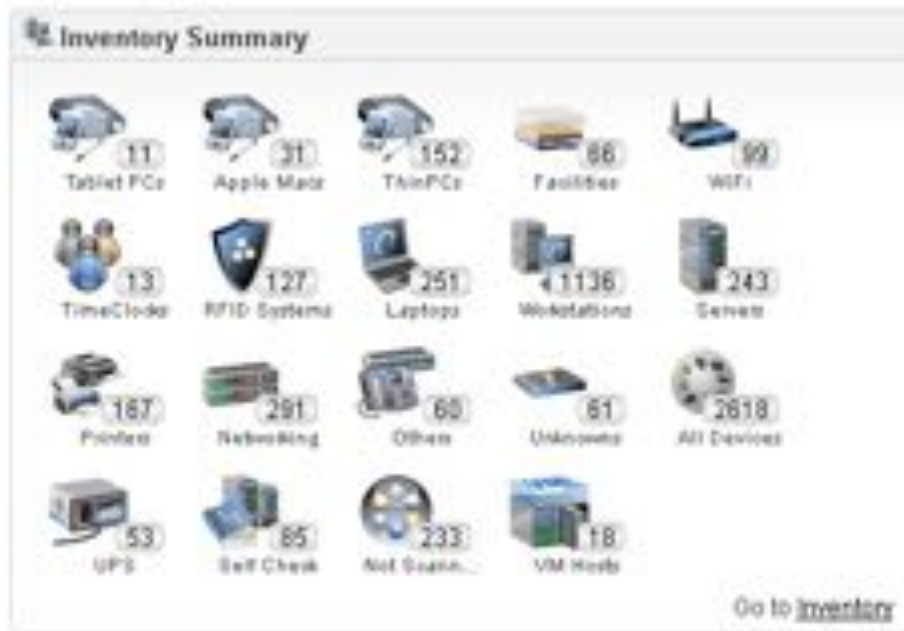 Inventory Summary
11 31 152 66 99
Tablet PCs Apple Macs ThinPCs Facilities WiFi
13 127 251 1136 243
TimeClocks RFID Systems Laptops Workstations Servers
167 291 60 61 2618
Printers Networking Others Unknowns All Devices
53 85 233 18
UPS Self Check Not Scann... VM Hosts
Go to Inventory